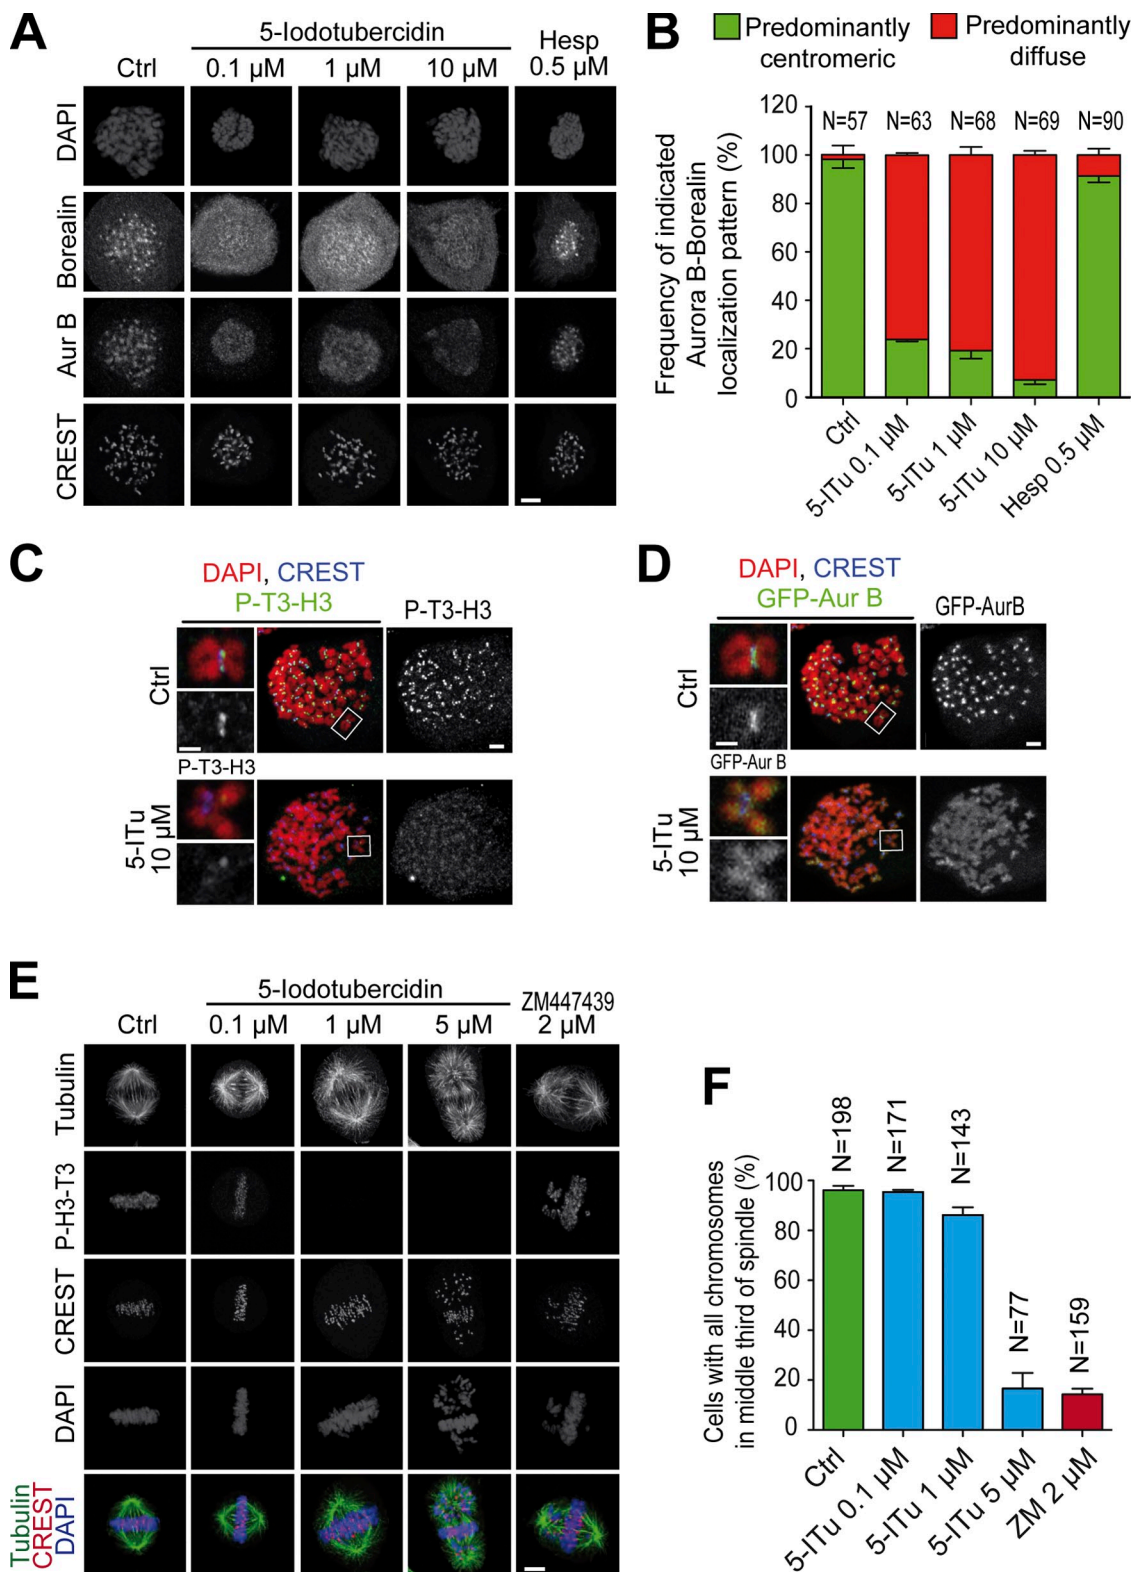 A
5-Iodotubercidin
Hesp
Ctrl
0.1 µM
1 µM
10 µM
0.5 µM
DAPI
Borealin
Aur B
CREST
B
Predominantly
centromeric
Predominantly
diffuse
Frequency of indicated
Aurora B-Borealin
localization pattern (%)
120
100
80
60
40
20
0
N=57
N=63
N=68
N=69
N=90
Ctrl
5-ITu 0.1 µM
5-ITu 1 µM
5-ITu 10 µM
Hesp 0.5 µM
C
DAPI, CREST
P-T3-H3
P-T3-H3
Ctrl
P-T3-H3
5-ITu
10 µM
D
DAPI, CREST
GFP-Aur B
GFP-AurB
Ctrl
GFP-Aur B
5-ITu
10 µM
E
5-Iodotubercidin
ZM447439
Ctrl
0.1 µM
1 µM
5 µM
2 µM
Tubulin
P-H3-T3
CREST
DAPI
Tubulin
CREST
DAPI
F
Cells with all chromosomes
in middle third of spindle (%)
100
80
60
40
20
0
N=198
N=171
N=143
N=77
N=159
Ctrl
5-ITu 0.1 µM
5-ITu 1 µM
5-ITu 5 µM
ZM 2 µM